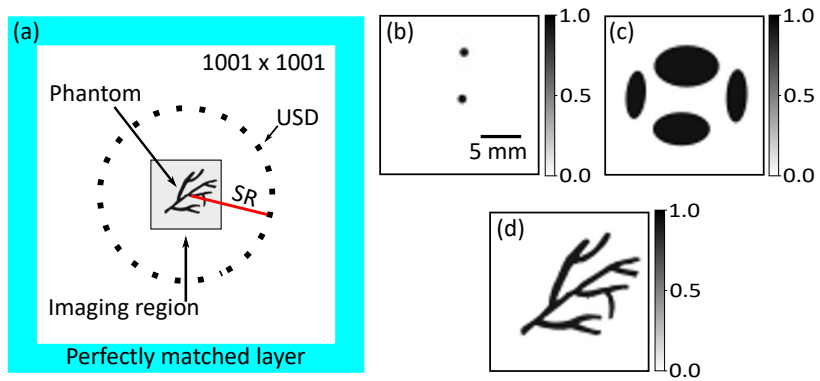 (a)
1001 x 1001
Phantom
USD
SR
Imaging region
Perfectly matched layer
(b)
5 mm
1.0
0.5
0.0
(c)
1.0
0.5
0.0
(d)
1.0
0.5
0.0